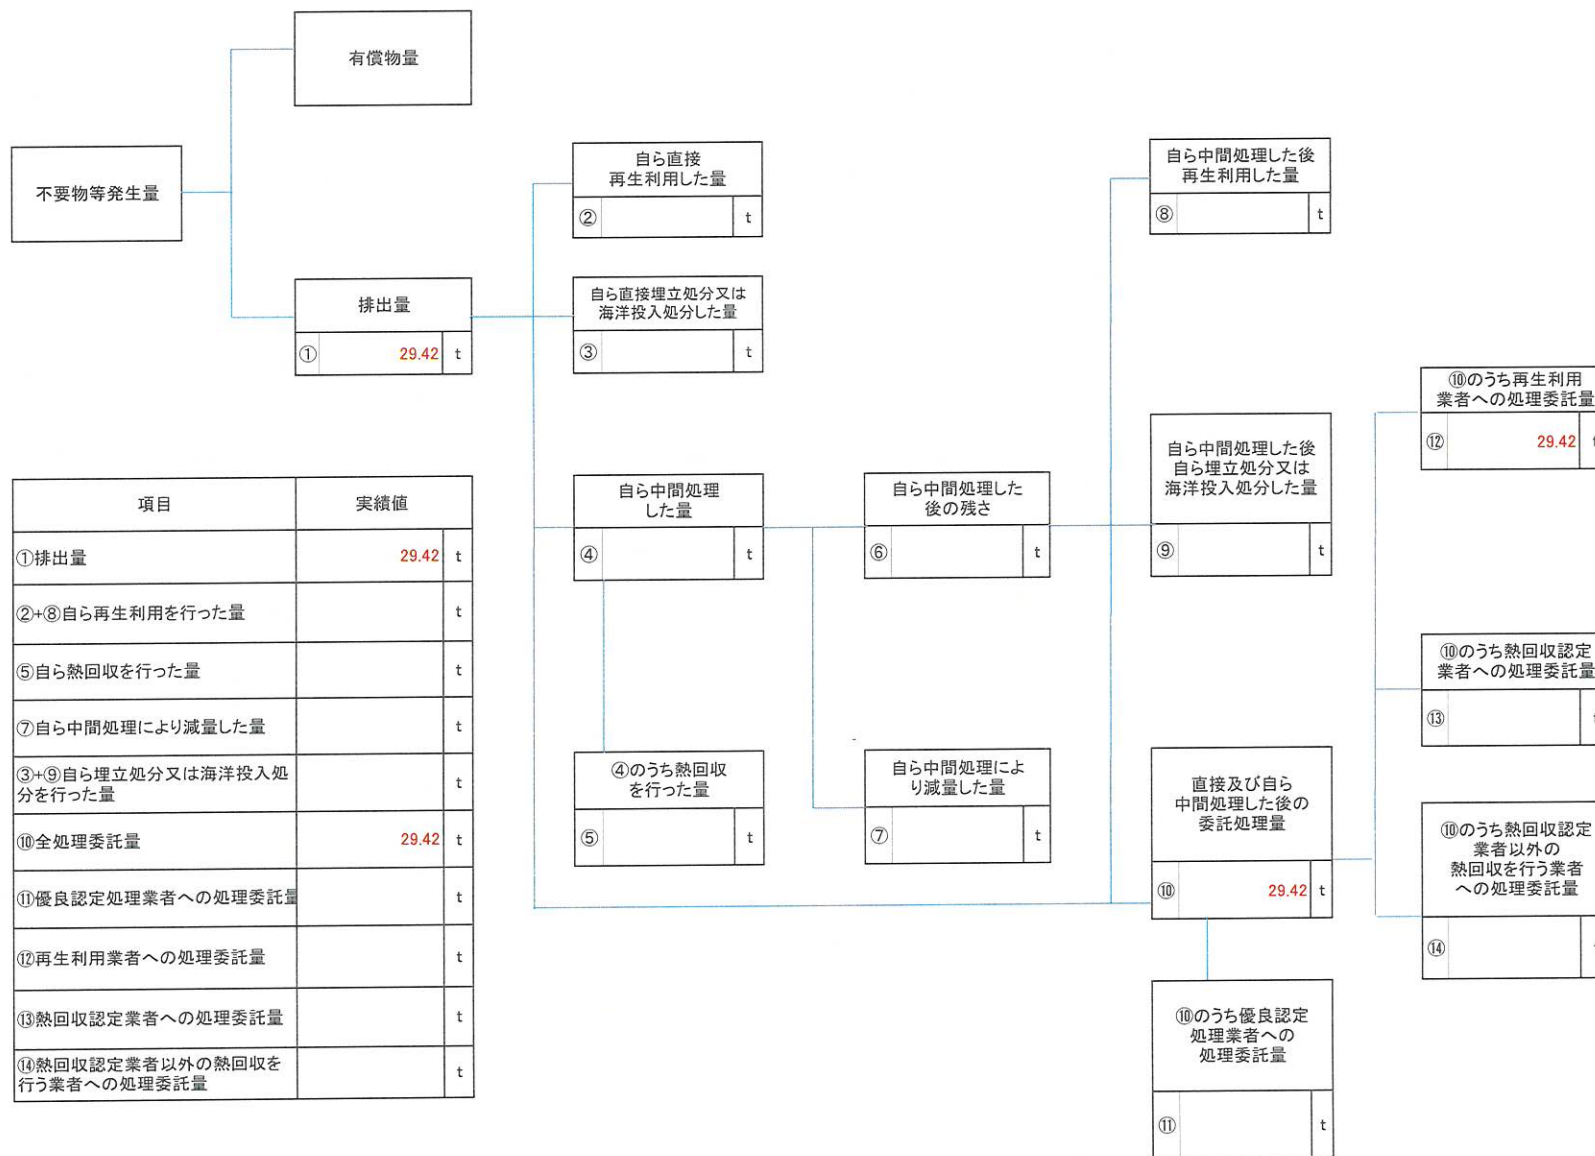 有償物量
不要物等発生量
排出量
① 29.42 t
自ら直接
再生利用した量
② t
自ら直接埋立処分又は
海洋投入処分した量
③ t
自ら中間処理
した量
④ t
④のうち熱回収
を行った量
⑤ t
自ら中間処理した
後の残さ
⑥ t
自ら中間処理によ
り減量した量
⑦ t
自ら中間処理した後
再生利用した量
⑧ t
自ら中間処理した後
自ら埋立処分又は
海洋投入処分した量
⑨ t
直接及び自ら
中間処理した後の
委託処理量
⑩ 29.42 t
⑩のうち優良認定
処理業者への
処理委託量
⑪ t
⑩のうち再生利用
業者への処理委託量
⑫ 29.42 t
⑩のうち熱回収認定
業者への処理委託量
⑬
⑩のうち熱回収認定
業者以外の
熱回収を行う業者
への処理委託量
⑭
項目 実績値
①排出量 29.42 t
②+⑧自ら再生利用を行った量 t
⑤自ら熱回収を行った量 t
⑦自ら中間処理により減量した量 t
③+⑨自ら埋立処分又は海洋投入処
分を行った量 t
⑩全処理委託量 29.42 t
⑪優良認定処理業者への処理委託量 t
⑫再生利用業者への処理委託量 t
⑬熱回収認定業者への処理委託量 t
⑭熱回収認定業者以外の熱回収を
行う業者への処理委託量 t